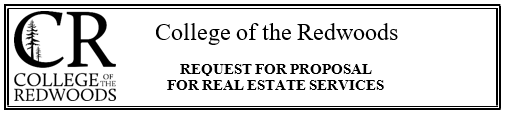 CR
COLLEGE OF THE
REDWOODS
College of the Redwoods
REQUEST FOR PROPOSAL
FOR REAL ESTATE SERVICES